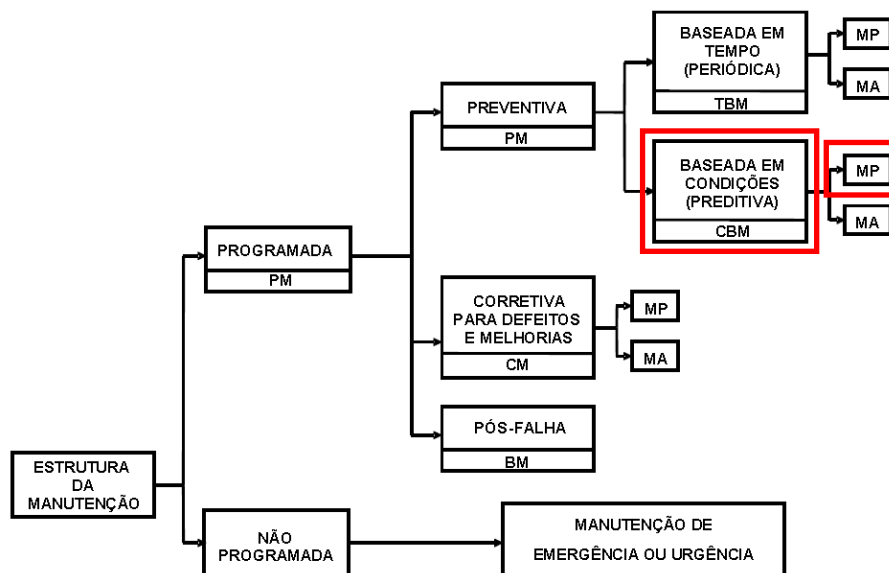 BASEADA EM
TEMPO
(PERIÓDICA)
TBM
MP
MA
PREVENTIVA
PM
BASEADA EM
CONDIÇÕES
(PREDITIVA)
CBM
MP
MA
PROGRAMADA
PM
CORRETIVA
PARA DEFEITOS
E MELHORIAS
CM
MP
MA
PÓS-FALHA
BM
ESTRUTURA
DA
MANUTENÇÃO
NÃO
PROGRAMADA
MANUTENÇÃO DE
EMERGÊNCIA OU URGÊNCIA